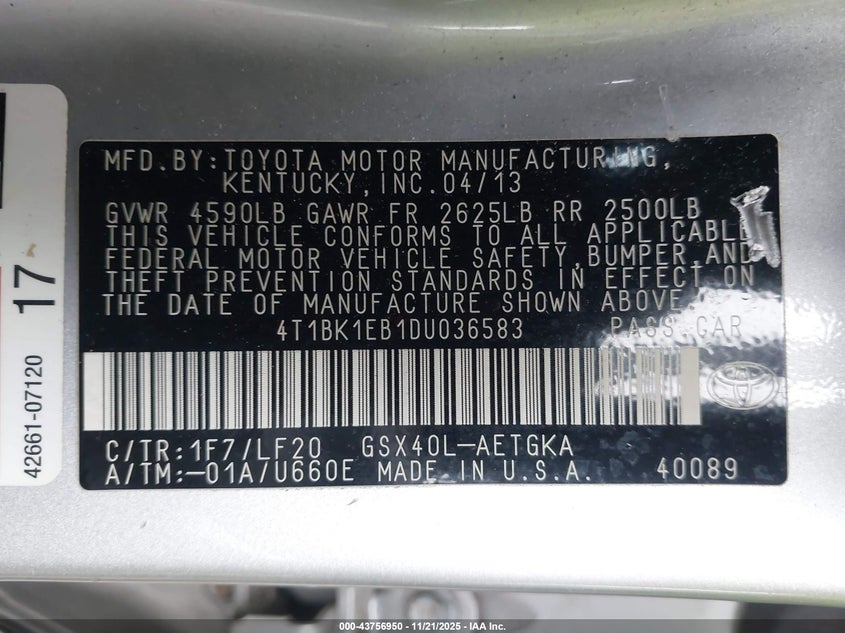 MFD.BY:TOYOTA MOTOR MANUFACTURING,
KENTUCKY,INC.04/13
GVWR 4590LB GAWR FR 2625LB RR 2500LB
THIS VEHICLE CONFORMS TO ALL APPLICABLE
FEDERAL MOTOR VEHICLE SAFETY,BUMPER,AND
THEFT PREVENTION STANDARDS IN EFFECT ON
THE DATE OF MANUFACTURE SHOWN ABOVE.
4T1BK1EB1DU036583 PASS.CAR
C/TR:1F7/LF20 GSX40L-AETGKA
A/TM:-01A/U660E MADE IN U.S.A. 40089
17
42661-07120
000-43756950 - 11/21/2025 - IAA Inc.